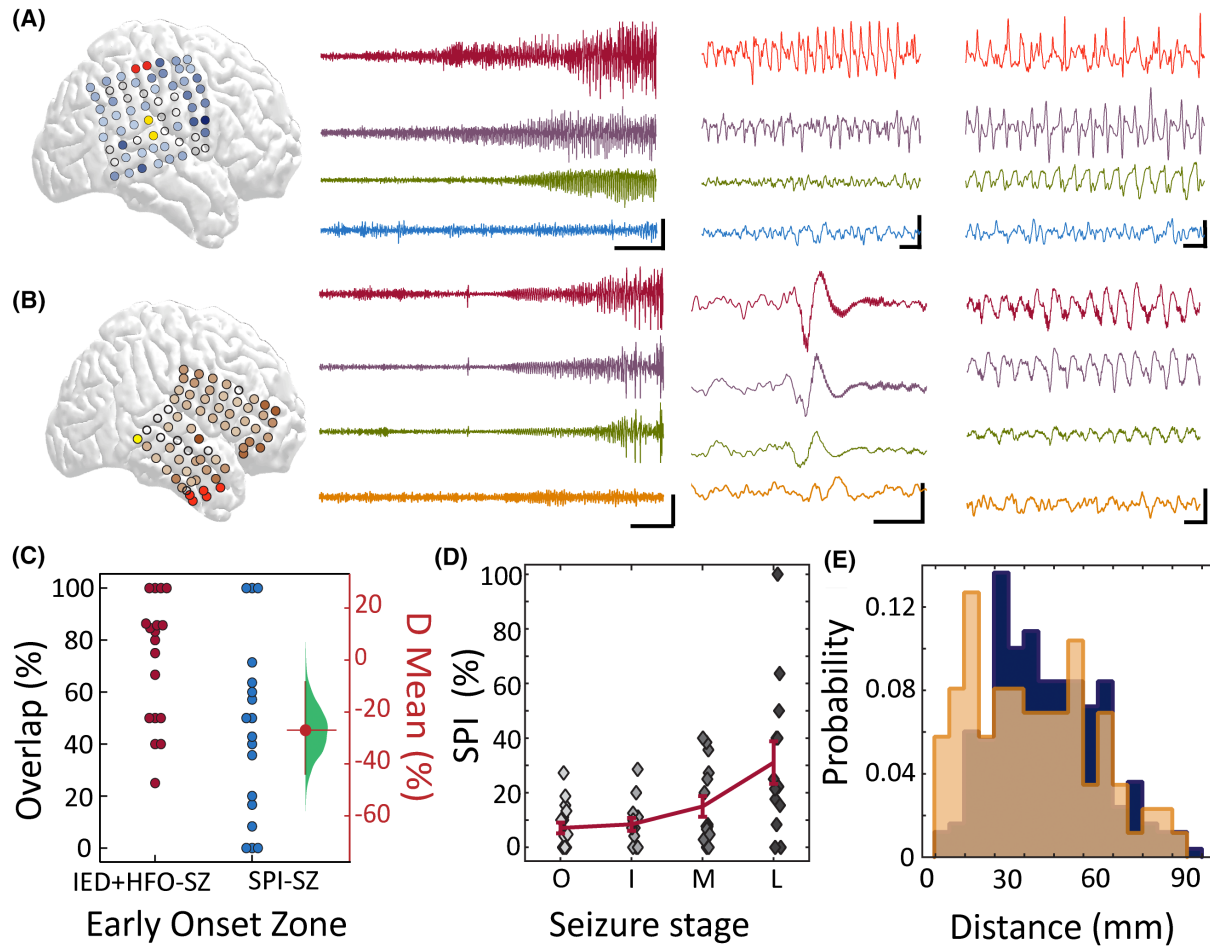 (A)
(B)
(C)
100
80
60
40
20
0
Overlap (%)
20
0
-20
-40
-60
D Mean (%)
IED+HFO-SZ SPI-SZ
Early Onset Zone
(D)
100
80
60
40
20
0
SPI (%)
O I M L
Seizure stage
(E)
0.12
0.08
0.04
0
Probability
0 30 60 90
Distance (mm)